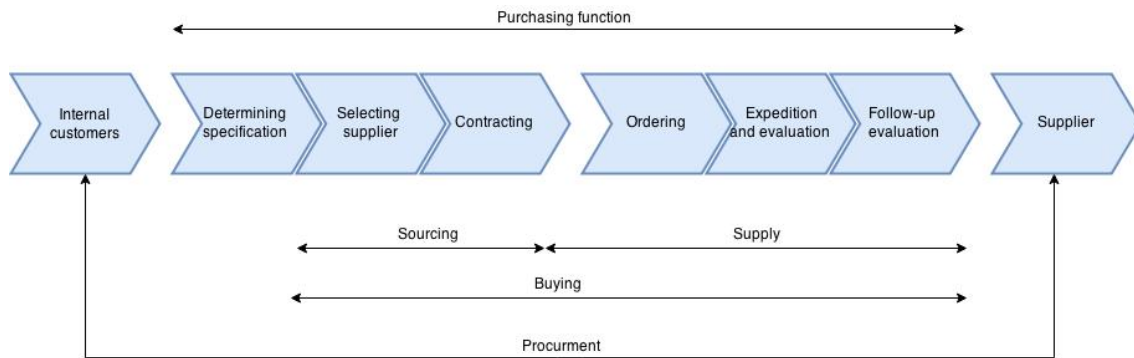 Purchasing function
Internal
customers
Determining
specification
Selecting
supplier
Contracting
Ordering
Expedition
and evaluation
Follow-up
evaluation
Supplier
Sourcing
Supply
Buying
Procurment